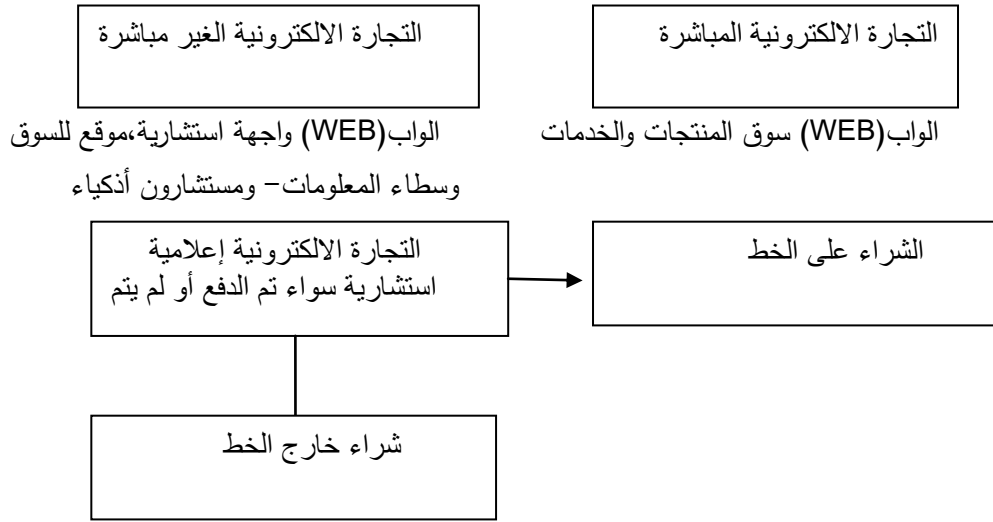 التجارة الالكترونية المباشرة
التجارة الالكترونية الغير مباشرة
الواب(WEB) سوق المنتجات والخدمات
الواب(WEB) واجهة استشارية،موقع للسوق
وسطاء المعلومات- ومستشارون أذكياء
الشراء على الخط
التجارة الالكترونية إعلامية
استشارية سواء تم الدفع أو لم يتم
شراء خارج الخط